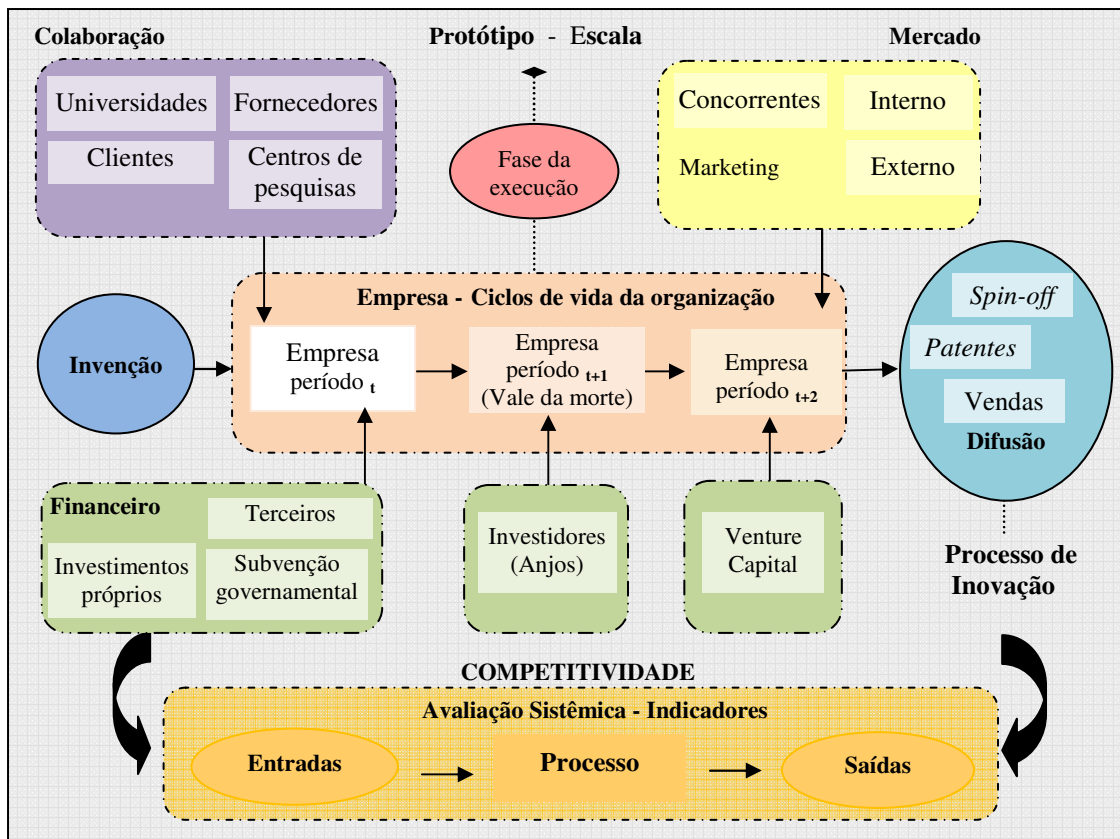 Colaboração
Protótipo - Escala
Mercado
Universidades
Fornecedores
Clientes
Centros de
pesquisas
Fase da
execução
Concorrentes
Interno
Marketing
Externo
Empresa - Ciclos de vida da organização
Invenção
Empresa
período t
Empresa
período t+1
(Vale da morte)
Empresa
período t+2
Spin-off
Patentes
Vendas
Difusão
Financeiro
Terceiros
Investimentos
próprios
Subvenção
governamental
Investidores
(Anjos)
Venture
Capital
Processo de
Inovação
COMPETITIVIDADE
Avaliação Sistêmica - Indicadores
Entradas
Processo
Saídas